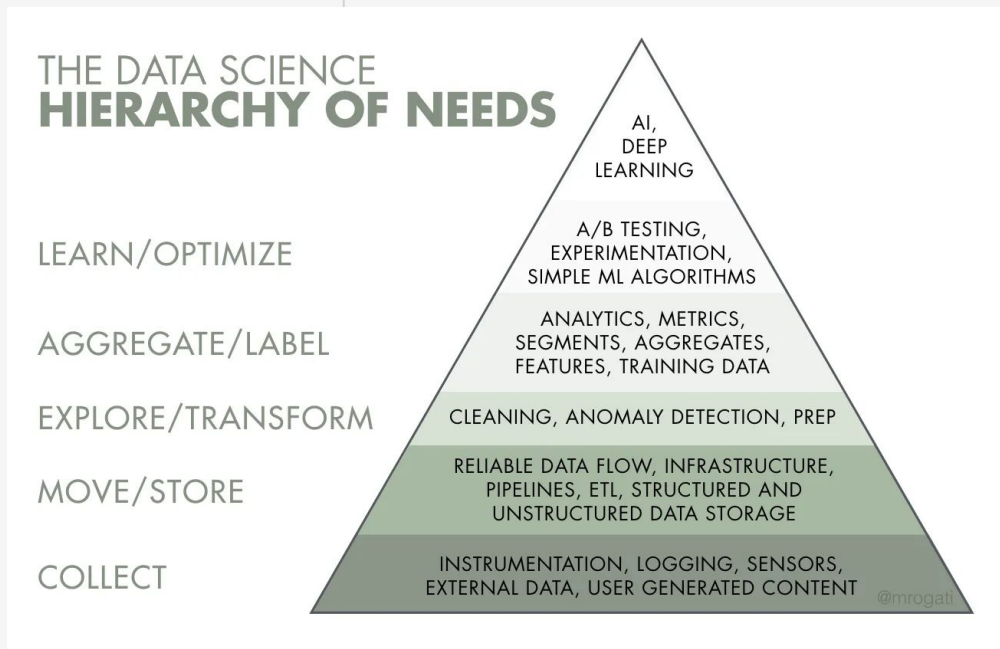 THE DATA SCIENCE
HIERARCHY OF NEEDS
AI,
DEEP
LEARNING
LEARN/OPTIMIZE
A/B TESTING,
EXPERIMENTATION,
SIMPLE ML ALGORITHMS
AGGREGATE/LABEL
ANALYTICS, METRICS,
SEGMENTS, AGGREGATES,
FEATURES, TRAINING DATA
EXPLORE/TRANSFORM
CLEANING, ANOMALY DETECTION, PREP
MOVE/STORE
RELIABLE DATA FLOW, INFRASTRUCTURE,
PIPELINES, ETL, STRUCTURED AND
UNSTRUCTURED DATA STORAGE
COLLECT
INSTRUMENTATION, LOGGING, SENSORS,
EXTERNAL DATA, USER GENERATED CONTENT
@mrogati